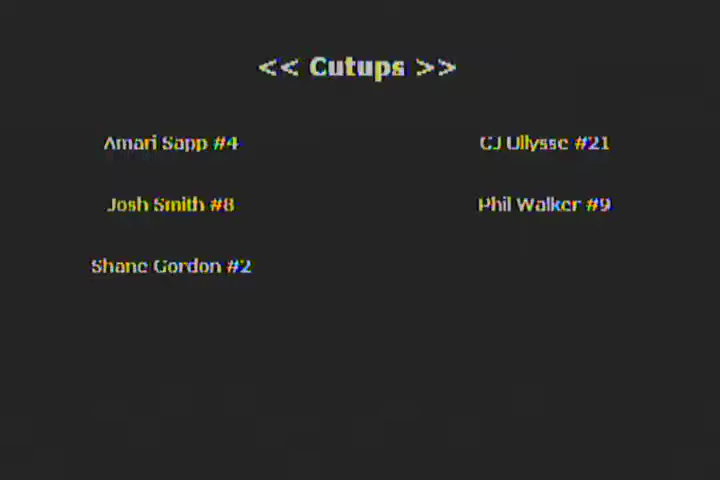 << Cutups >>
Amari Sapp #4
CJ Ullysse #21
Josh Smith #8
Phil Walker #9
Shane Gordon #2